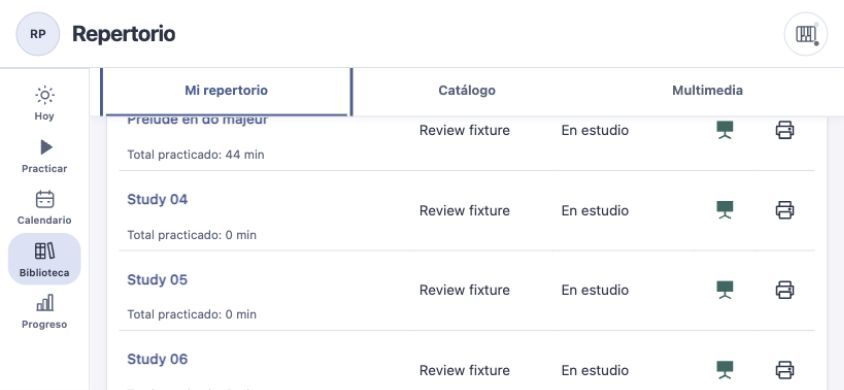 RP
Repertorio
Mi repertorio
Catálogo
Multimedia
Hoy
Practicar
Calendario
Biblioteca
Progreso
Prélude en do majeur
Review fixture
En estudio
Total practicado: 44 min
Study 04
Review fixture
En estudio
Total practicado: 0 min
Study 05
Review fixture
En estudio
Total practicado: 0 min
Study 06
Review fixture
En estudio